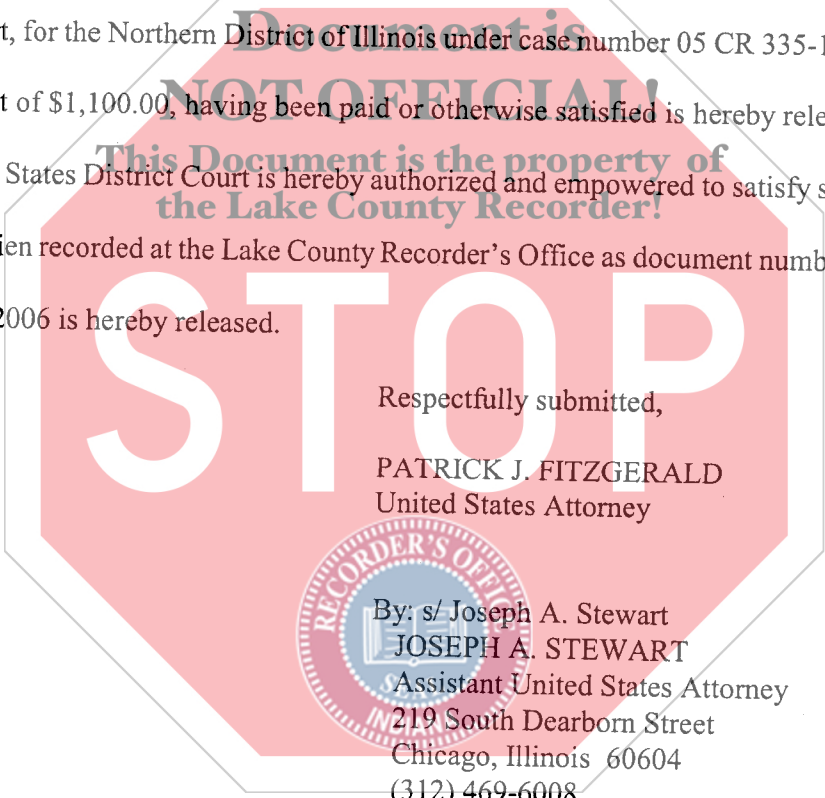 Document is
t, for the Northern District of Illinois under case number 05 CR 335-1
NOT OFFICIAL!
t of $1,100.00, having been paid or otherwise satisfied is hereby rele
This Document is the property of
States District Court is hereby authorized and empowered to satisfy s
the Lake County Recorder!
ien recorded at the Lake County Recorder's Office as document numb
2006 is hereby released.
STOP
Respectfully submitted,
PATRICK J. FITZGERALD
United States Attorney
RECORDER'S OFFICE
By: s/ Joseph A. Stewart
JOSEPH A. STEWART
Assistant United States Attorney
SEAL
219 South Dearborn Street
INDIANA
Chicago, Illinois 60604
(312) 469-6008